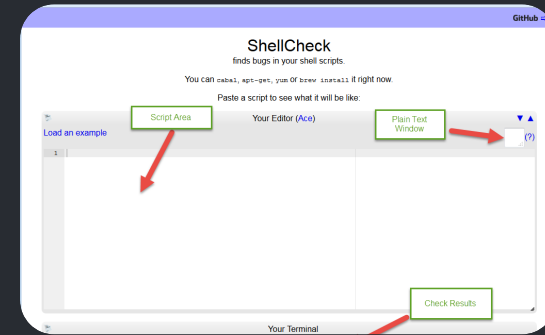 GitHub
ShellCheck
finds bugs in your shell scripts.
You can cabal, apt-get, yum or brew install it right now.
Paste a script to see what it will be like:
Script Area
Your Editor (Ace)
Plain Text
Window
▼ ▲
Load an example
(?)
1
Check Results
Your Terminal